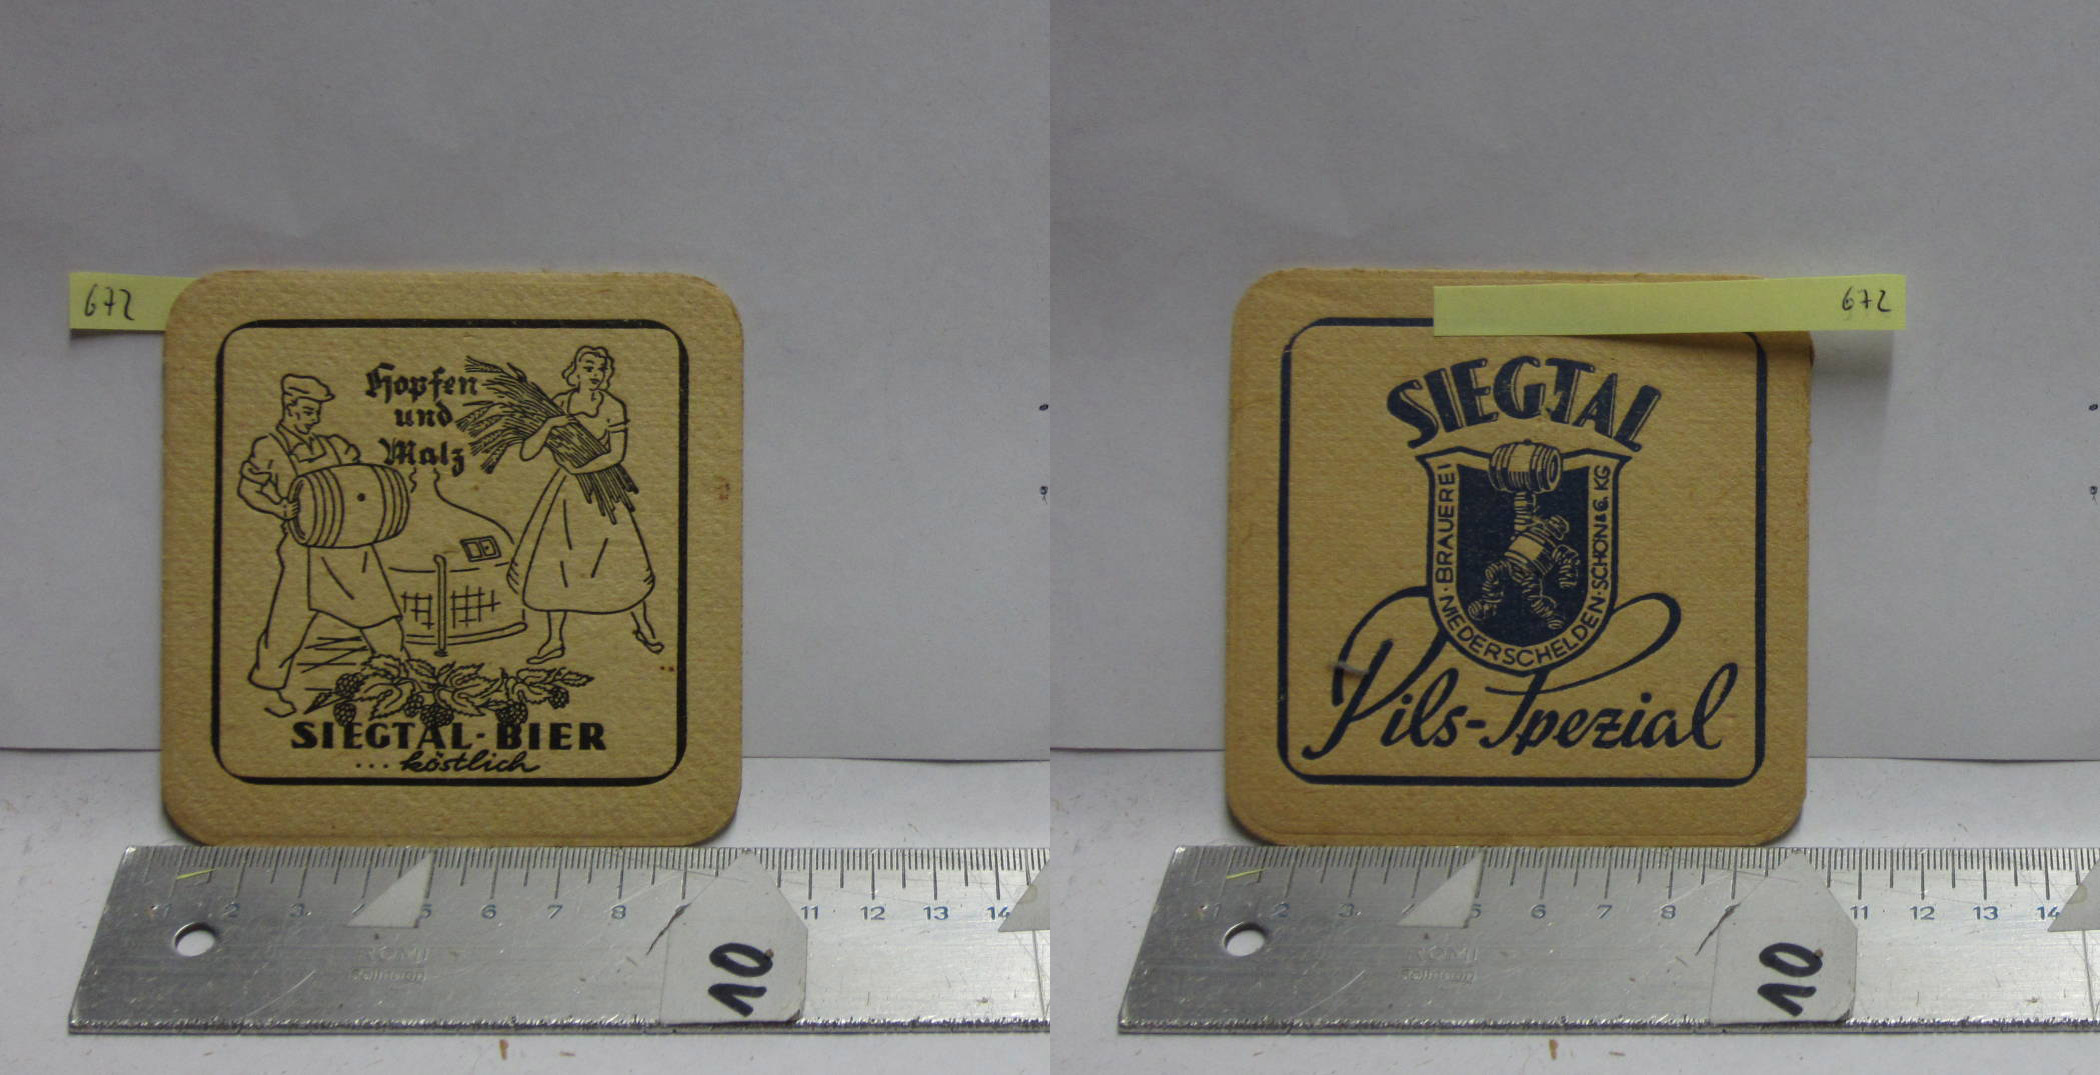 672
Hopfen
und
Malz
SIEGTAL-BIER
... köstlich
1 2 3 4 5 6 7 8 11 12 13 14
10
672
SIEGTAL
· BRAUEREI · NIEDERSCHELDEN · SCHÖN & G. KG
Pils-Spezial
1 2 3 4 5 6 7 8 11 12 13 14
10